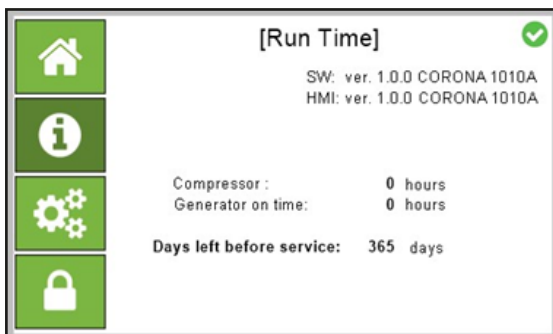 [Run Time]
SW: ver. 1.0.0 CORONA 1010A
HMI: ver. 1.0.0 CORONA 1010A
Compressor : 0 hours
Generator on time: 0 hours
Days left before service: 365 days